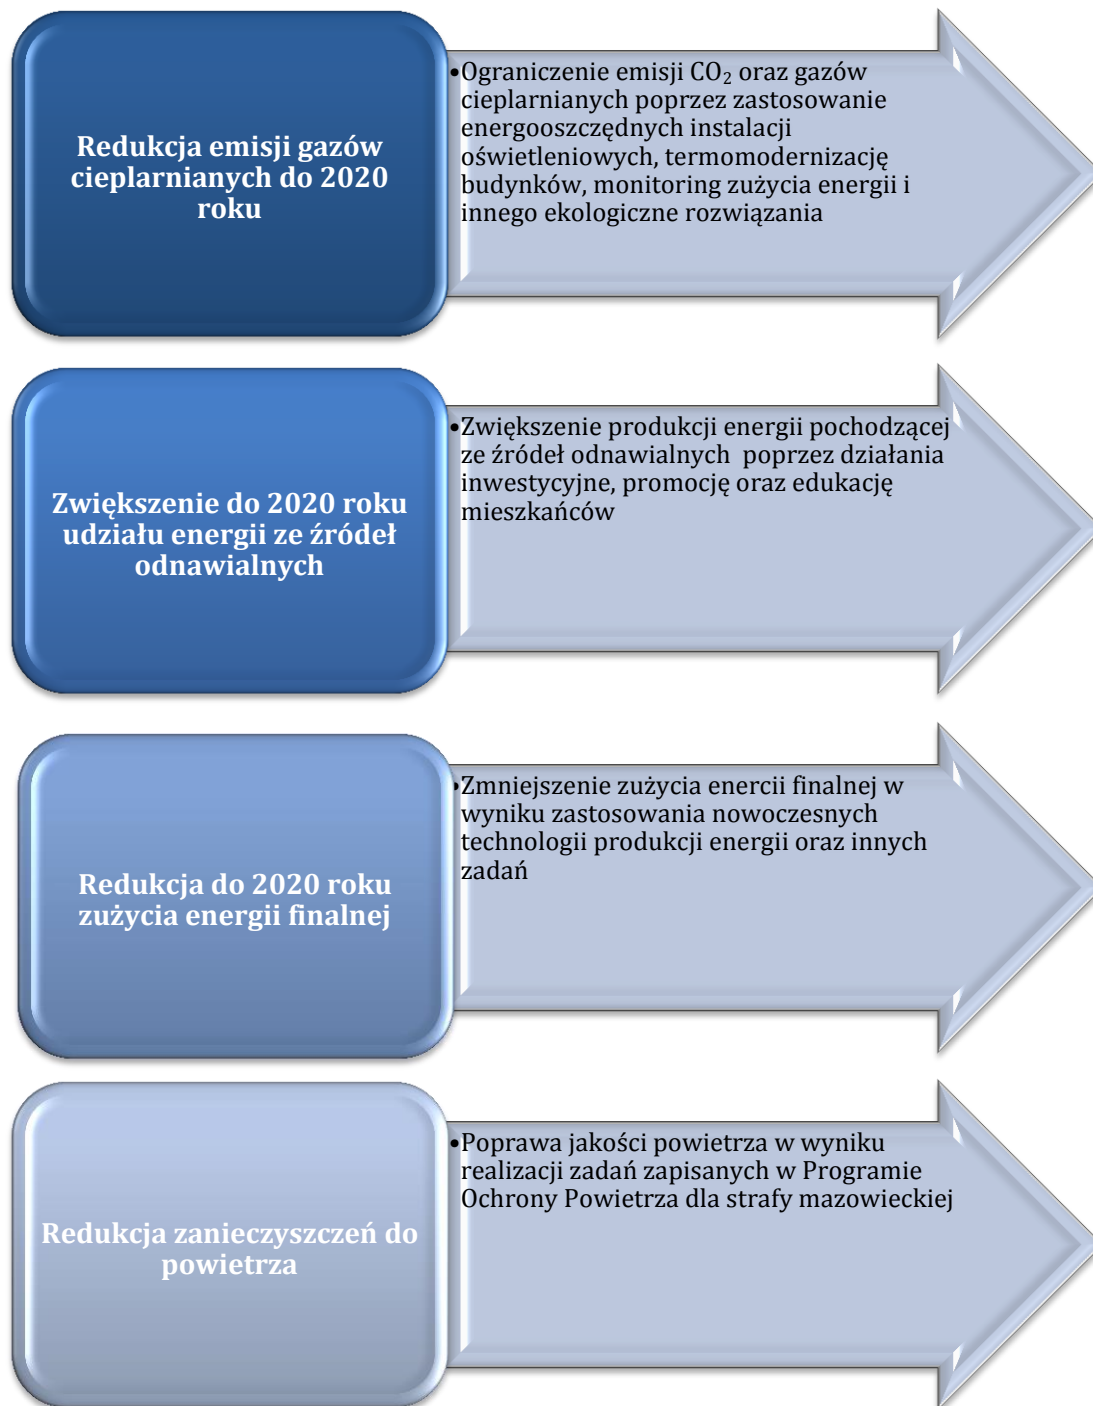 Redukcja emisji gazów
cieplarnianych do 2020
roku
•Ograniczenie emisji CO₂ oraz gazów
cieplarnianych poprzez zastosowanie
energooszczędnych instalacji
oświetleniowych, termomodernizację
budynków, monitoring zużycia energii i
innego ekologiczne rozwiązania
Zwiększenie do 2020 roku
udziału energii ze źródeł
odnawialnych
•Zwiększenie produkcji energii pochodzącej
ze źródeł odnawialnych poprzez działania
inwestycyjne, promocję oraz edukację
mieszkańców
Redukcja do 2020 roku
zużycia energii finalnej
•Zmniejszenie zużycia enercii finalnej w
wyniku zastosowania nowoczesnych
technologii produkcji energii oraz innych
zadań
Redukcja zanieczyszczeń do
powietrza
•Poprawa jakości powietrza w wyniku
realizacji zadań zapisanych w Programie
Ochrony Powietrza dla strafy mazowieckiej